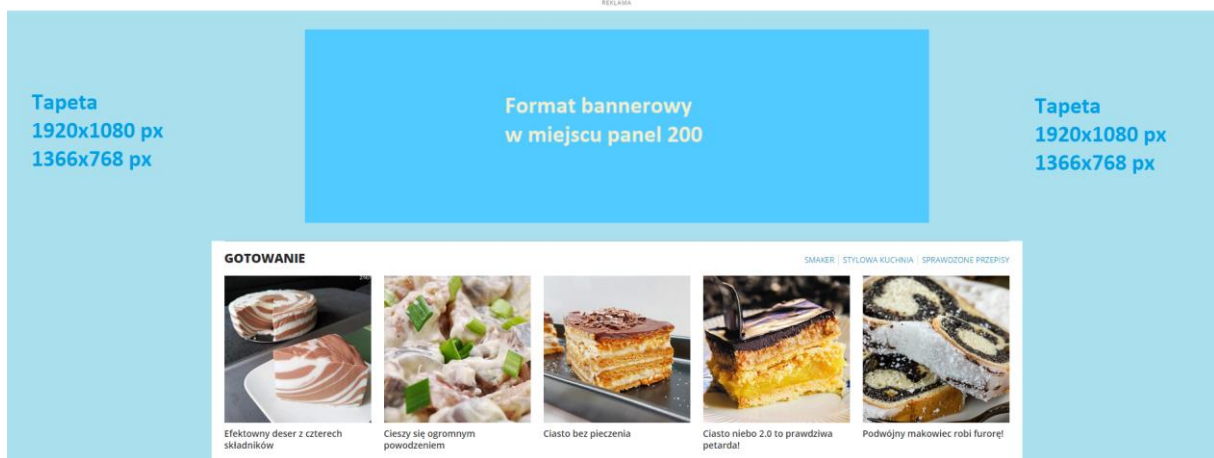 REKLAMA
Tapeta
1920x1080 px
1366x768 px
Format bannerowy
w miejscu panel 200
Tapeta
1920x1080 px
1366x768 px
GOTOWANIE
SMAKER | STYLOWA KUCHNIA | SPRAWDZONE PRZEPISY
Efektowny deser z czterech
składników
Cieszy się ogromnym
powodzeniem
Ciasto bez pieczenia
Ciasto niebo 2.0 to prawdziwa
petarda!
Podwójny makowiec robi furorę!